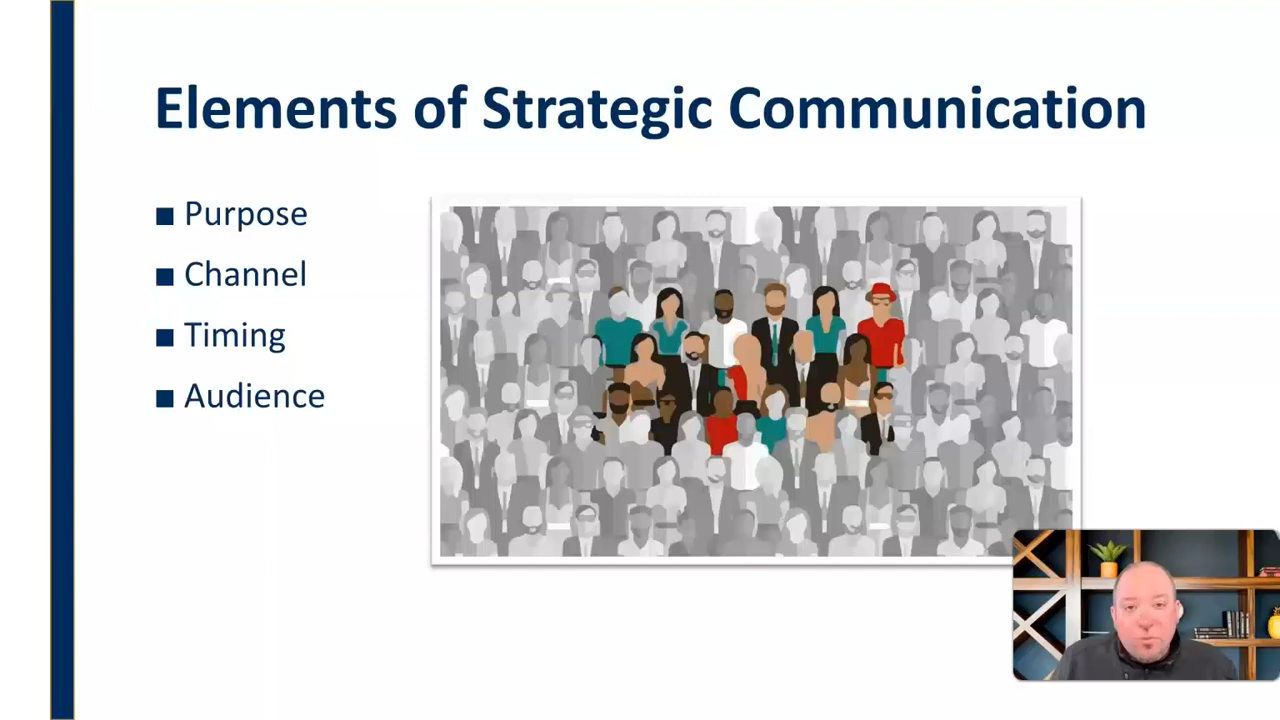 Elements of Strategic Communication
■ Purpose
■ Channel
■ Timing
■ Audience